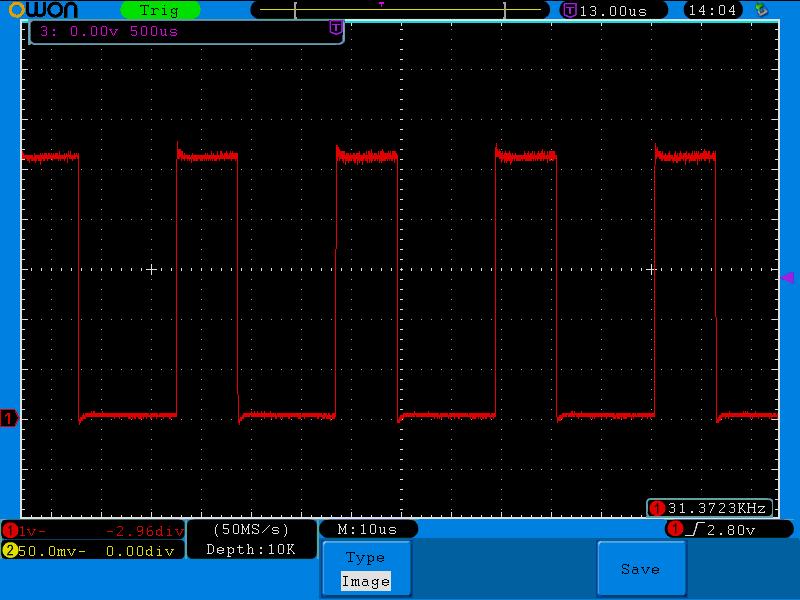 owon Trig T 13.00us 14:04
3: 0.00v 500us T
1
1 31.3723KHz
1 1v- -2.96div (50MS/s) M:10us 1 2.80v
2 50.0mv- 0.00div Depth:10K
Type
Image
Save